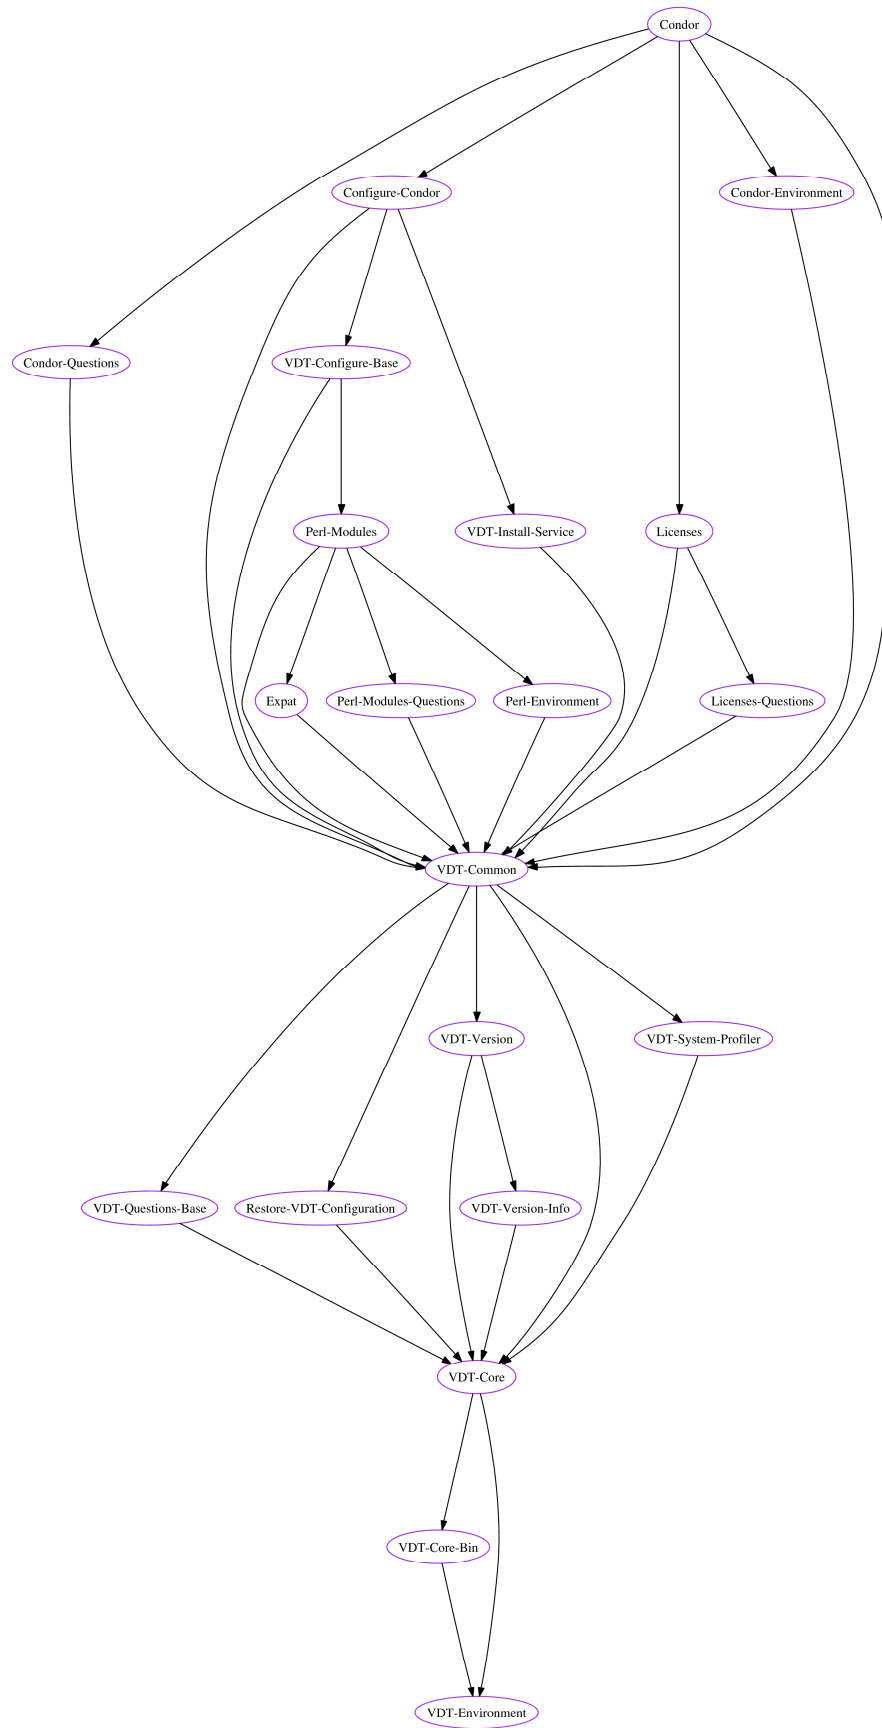 Condor
Configure-Condor
Condor-Environment
Condor-Questions
VDT-Configure-Base
Perl-Modules
VDT-Install-Service
Licenses
Expat
Perl-Modules-Questions
Perl-Environment
Licenses-Questions
VDT-Common
VDT-Version
VDT-System-Profiler
VDT-Questions-Base
Restore-VDT-Configuration
VDT-Version-Info
VDT-Core
VDT-Core-Bin
VDT-Environment